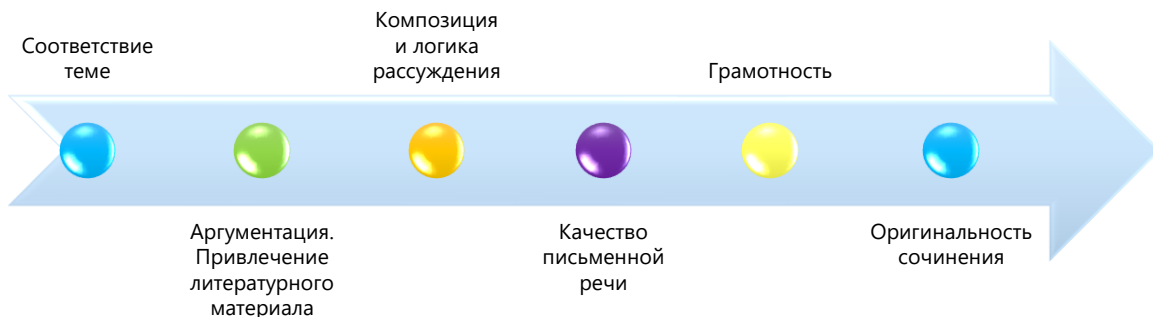 Соответствие
теме
Аргументация.
Привлечение
литературного
материала
Композиция
и логика
рассуждения
Качество
письменной
речи
Грамотность
Оригинальность
сочинения